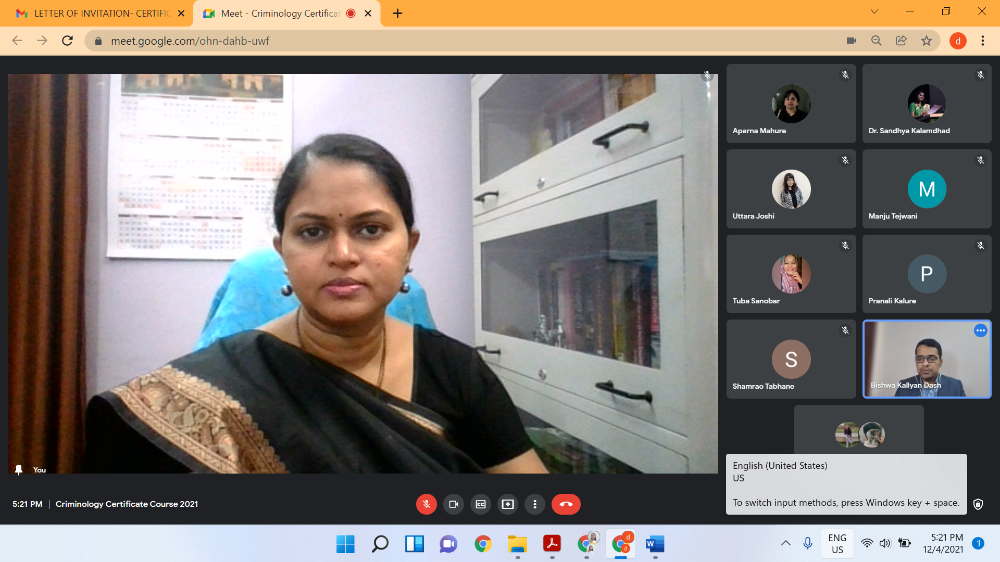 LETTER OF INVITATION- CERTIFIC
Meet - Criminology Certificat
meet.google.com/ohn-dahb-uwf
d
Aparna Mahure
Dr. Sandhya Kalamdhad
Uttara Joshi
M
Manju Tejwani
Tuba Sanobar
P
Pranali Kalure
S
Shamrao Tabhane
Bishwa Kallyan Dash
You
English (United States)
US
To switch input methods, press Windows key + space.
5:21 PM | Criminology Certificate Course 2021
CC
d
d
W
ENG
US
5:21 PM
12/4/2021
1